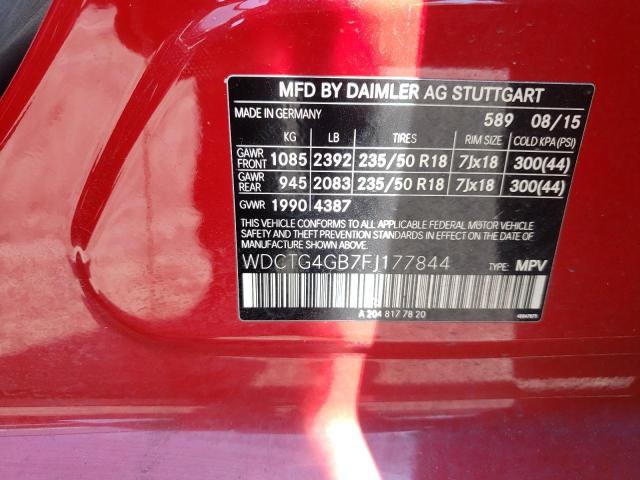 MFD BY DAIMLER AG STUTTGART
MADE IN GERMANY 589 08/15
KG LB TIRES RIM SIZE COLD KPA (PSI)
GAWR FRONT 1085 2392 235/50 R18 7Jx18 300(44)
GAWR REAR 945 2083 235/50 R18 7Jx18 300(44)
GVWR 1990 4387
THIS VEHICLE CONFORMS TO ALL APPLICABLE FEDERAL MOTOR VEHICLE
SAFETY AND THEFT PREVENTION STANDARDS IN EFFECT ON THE DATE
OF MANUFACTURE SHOWN ABOVE.
WDCTG4GB7FJ177844 TYPE: MPV
A 204 817 78 20